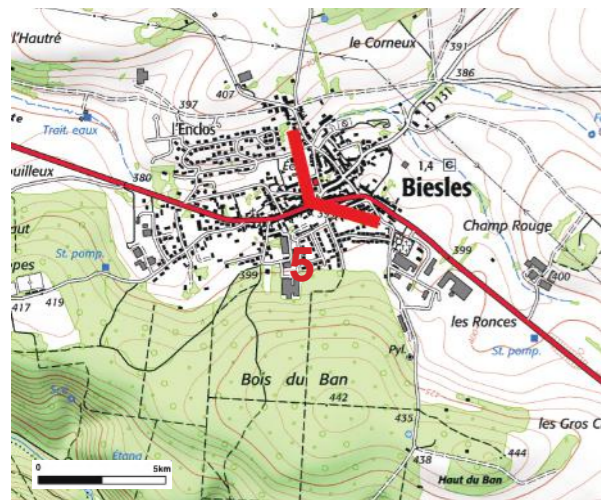 l'Hautré
le Corneux
391
386
407
397
D 131
l'Enclos
Trait. eaux
1,4 C
Biesles
380
Champ Rouge
399
400
St. pomp.
5
399
417
419
les Ronces
St. pomp.
Pyl.
Bois du Ban
442
435
les Gros C
444
438
Haut du Ban
Étang
0 5km